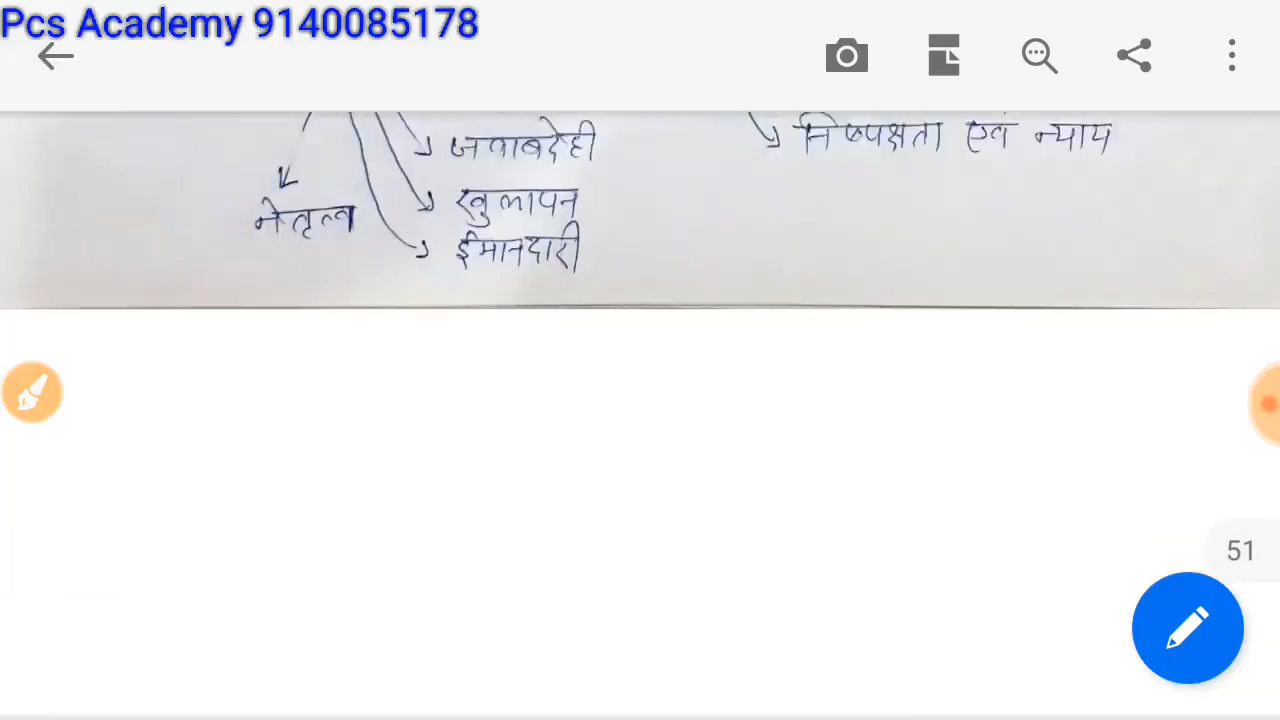 Pcs Academy 9140085178
जवाबदेही
निष्पक्षता एवं न्याय
खुलापन
नेतृत्व
ईमानदारी
51